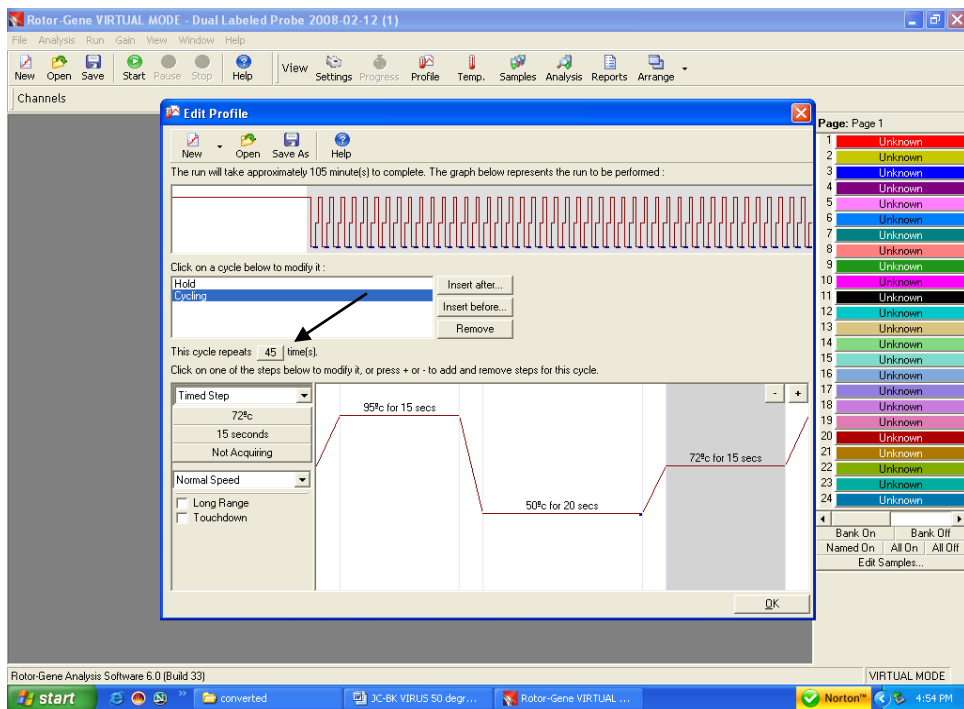 Rotor-Gene VIRTUAL MODE - Dual Labeled Probe 2008-02-12 (1)
File Analysis Run Gain View Window Help
New Open Save Start Pause Stop Help View Settings Progress Profile Temp. Samples Analysis Reports Arrange
Channels
Edit Profile
New Open Save As Help
The run will take approximately 105 minute(s) to complete. The graph below represents the run to be performed :
Click on a cycle below to modify it :
Hold
Cycling
Insert after...
Insert before...
Remove
This cycle repeats 45 time(s).
Click on one of the steps below to modify it, or press + or - to add and remove steps for this cycle.
Timed Step
72ºc
15 seconds
Not Acquiring
Normal Speed
Long Range
Touchdown
- +
95ºc for 15 secs
50ºc for 20 secs
72ºc for 15 secs
OK
Page: Page 1
1 Unknown
2 Unknown
3 Unknown
4 Unknown
5 Unknown
6 Unknown
7 Unknown
8 Unknown
9 Unknown
10 Unknown
11 Unknown
12 Unknown
13 Unknown
14 Unknown
15 Unknown
16 Unknown
17 Unknown
18 Unknown
19 Unknown
20 Unknown
21 Unknown
22 Unknown
23 Unknown
24 Unknown
Bank On Bank Off
Named On All On All Off
Edit Samples...
Rotor-Gene Analysis Software 6.0 (Build 33)
VIRTUAL MODE
start » converted JC-BK VIRUS 50 degr... Rotor-Gene VIRTUAL ... Norton™ 4:54 PM